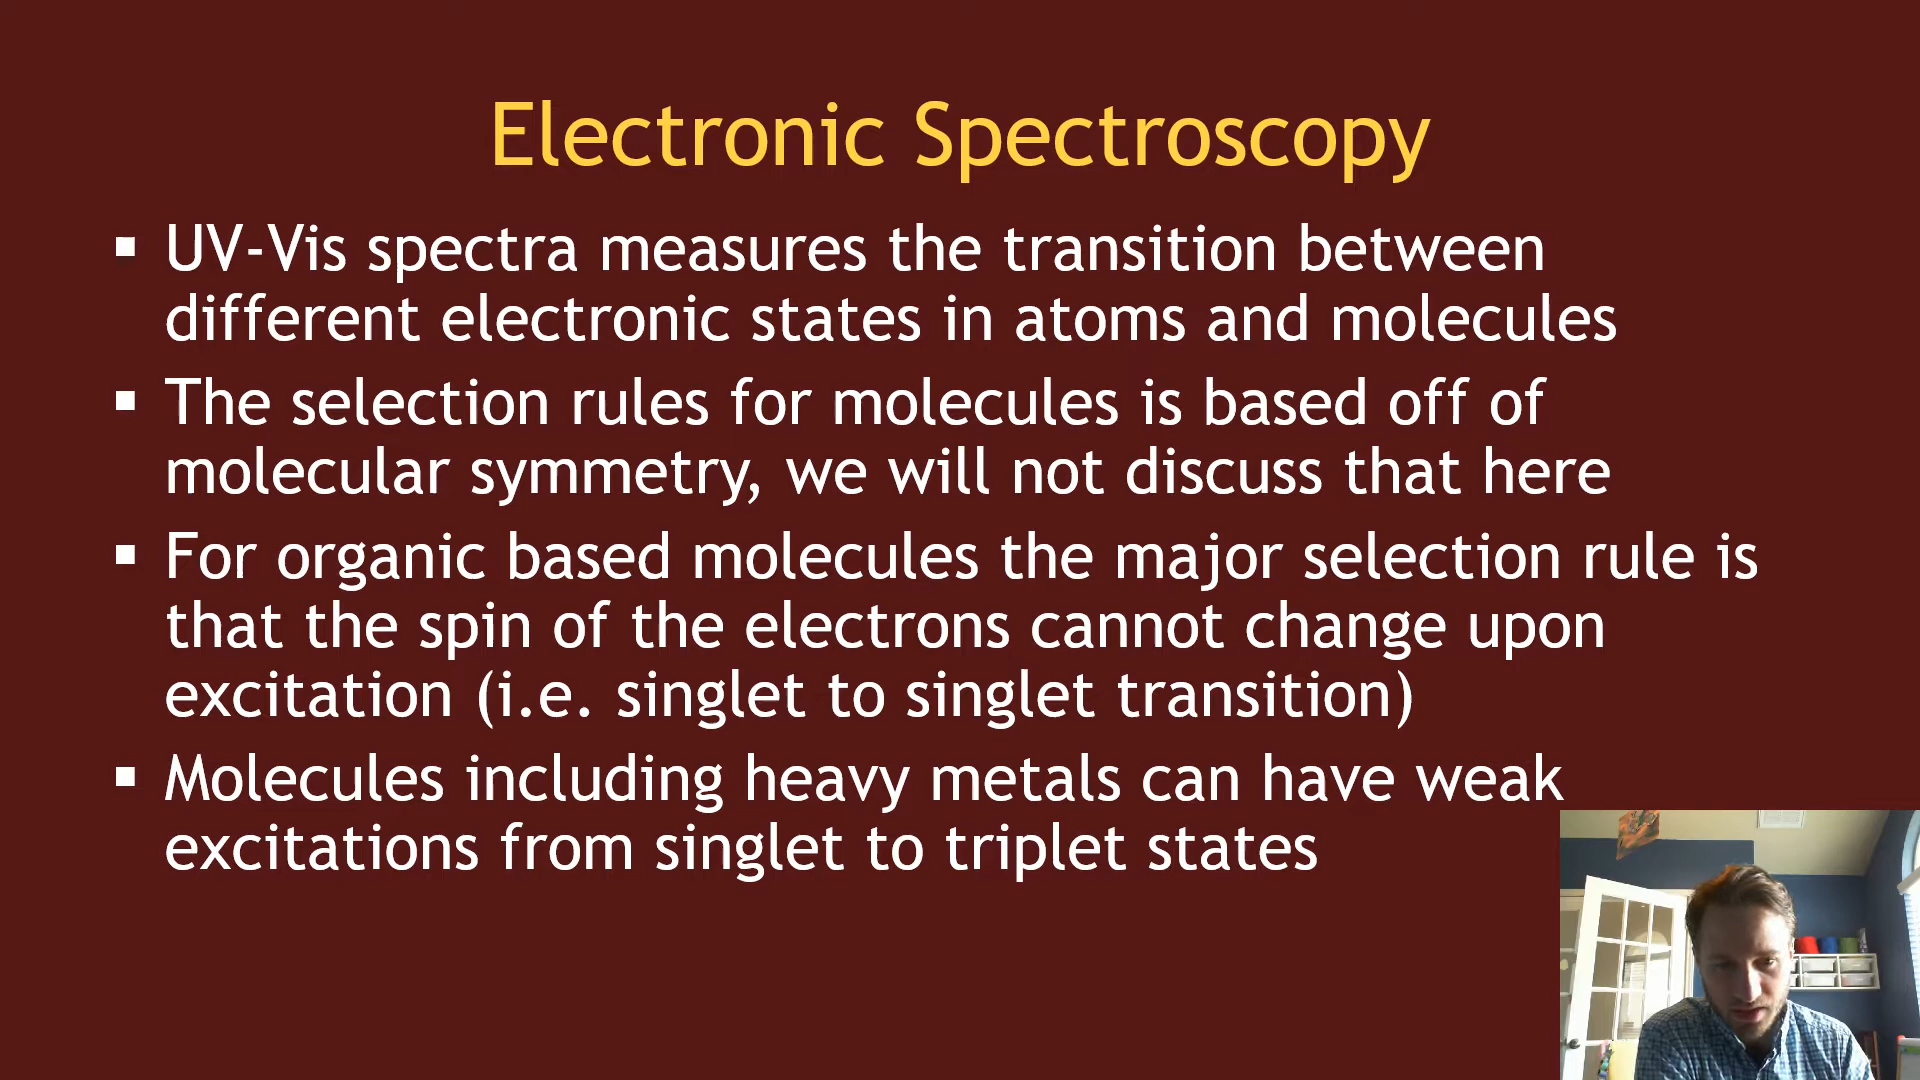 Electronic Spectroscopy
▪ UV-Vis spectra measures the transition between
different electronic states in atoms and molecules
▪ The selection rules for molecules is based off of
molecular symmetry, we will not discuss that here
▪ For organic based molecules the major selection rule is
that the spin of the electrons cannot change upon
excitation (i.e. singlet to singlet transition)
▪ Molecules including heavy metals can have weak
excitations from singlet to triplet states